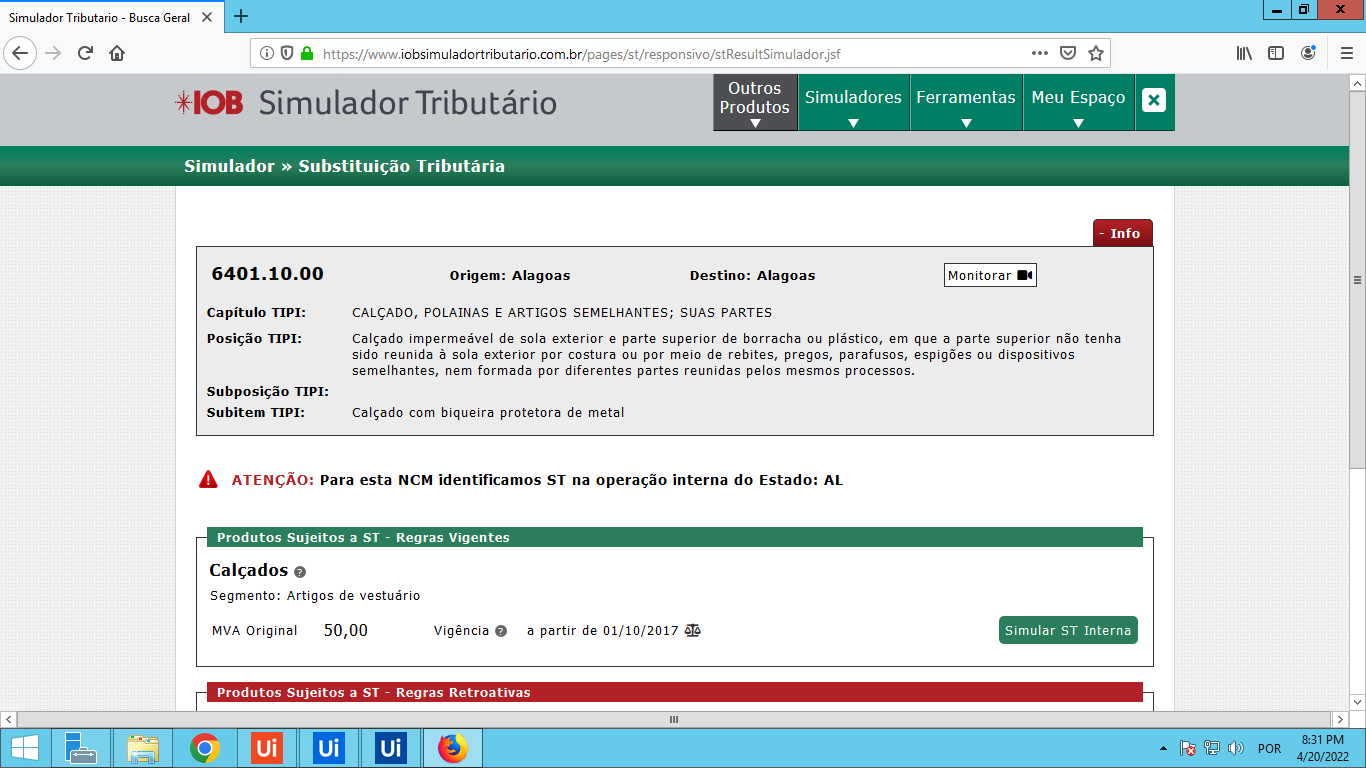 Simulador Tributario - Busca Geral
https://www.iobsimuladortributario.com.br/pages/st/responsivo/stResultSimulador.jsf
IOB Simulador Tributário
Outros Produtos
Simuladores
Ferramentas
Meu Espaço
Simulador » Substituição Tributária
- Info
6401.10.00 Origem: Alagoas Destino: Alagoas Monitorar
Capítulo TIPI: CALÇADO, POLAINAS E ARTIGOS SEMELHANTES; SUAS PARTES
Posição TIPI: Calçado impermeável de sola exterior e parte superior de borracha ou plástico, em que a parte superior não tenha
sido reunida à sola exterior por costura ou por meio de rebites, pregos, parafusos, espigões ou dispositivos
semelhantes, nem formada por diferentes partes reunidas pelos mesmos processos.
Subposição TIPI:
Subitem TIPI: Calçado com biqueira protetora de metal
ATENÇÃO: Para esta NCM identificamos ST na operação interna do Estado: AL
Produtos Sujeitos a ST - Regras Vigentes
Calçados ?
Segmento: Artigos de vestuário
MVA Original 50,00 Vigência ? a partir de 01/10/2017 Simular ST Interna
Produtos Sujeitos a ST - Regras Retroativas
Ui Ui Ui
POR
8:31 PM
4/20/2022